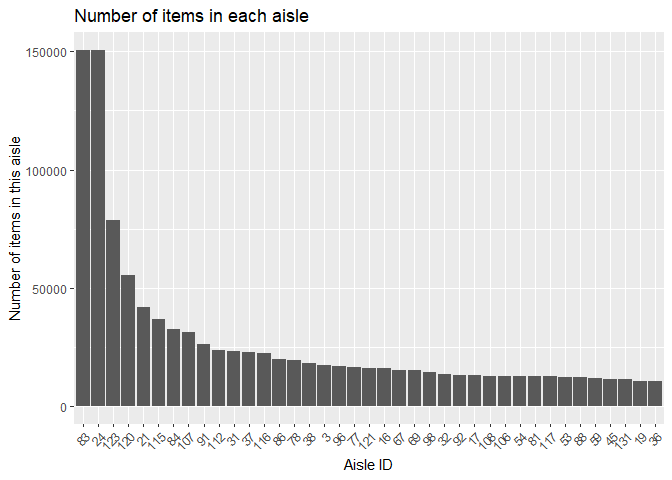 Number of items in each aisle
Number of items in this aisle
150000
100000
50000
0
83 24 123 120 21 115 84 107 91 112 31 37 116 86 78 38 3 96 77 121 16 67 69 98 32 92 17 108 106 54 81 117 53 88 59 45 131 19 36
Aisle ID